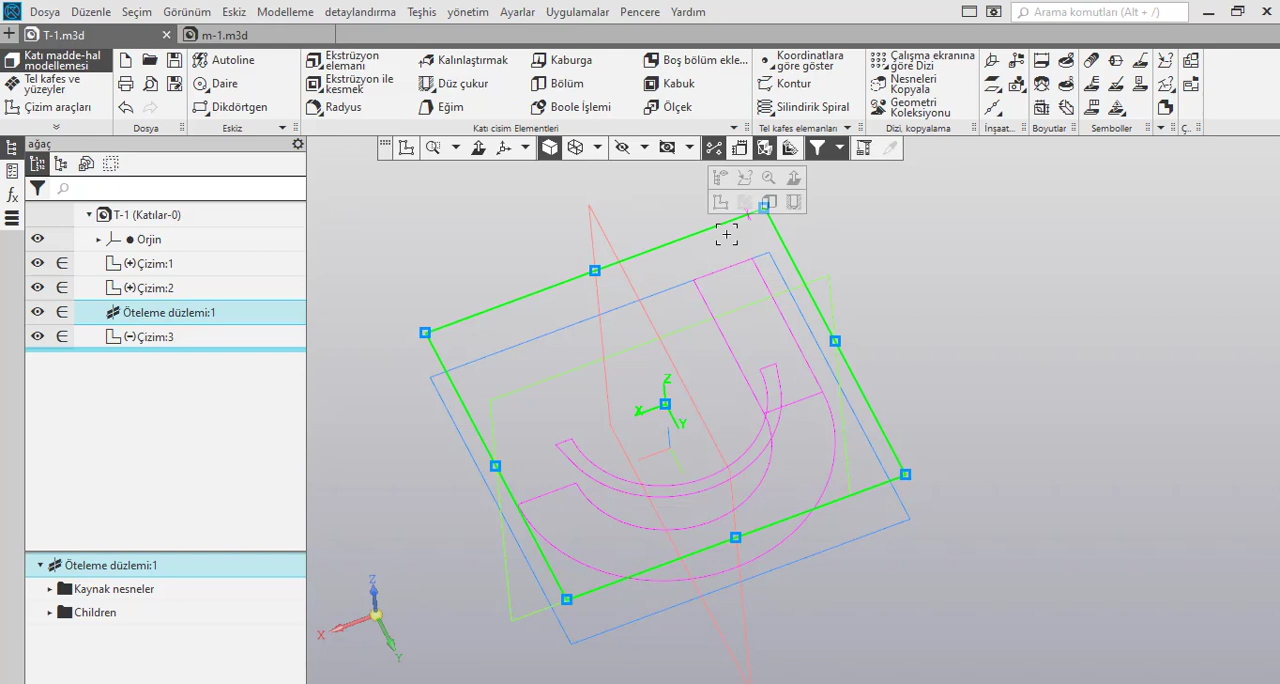 Dosya Düzenle Seçim Görünüm Eskiz Modelleme detaylandırma Teşhis yönetim Ayarlar Uygulamalar Pencere Yardım
Arama komutları (Alt + /)
T-1.m3d
m-1.m3d
Katı madde-hal modellemesi
Tel kafes ve yüzeyler
Çizim araçları
Dosya
Autoline
Daire
Dikdörtgen
Eskiz
Ekstrüzyon elemanı
Ekstrüzyon ile kesmek
Radyus
Kalınlaştırmak
Düz çukur
Eğim
Kaburga
Bölüm
Boole İşlemi
Boş bölüm ekle...
Kabuk
Ölçek
Katı cisim Elementleri
Koordinatlara göre göster
Kontur
Silindirik Spiral
Tel kafes elemanları
Çalışma ekranına göre Dizi
Nesneleri Kopyala
Geometri Koleksiyonu
Dizi, kopyalama
İnşaat...
Boyutlar
Semboller
Ç...
ağaç
T-1 (Katılar-0)
Orjin
(+)Çizim:1
(+)Çizim:2
Öteleme düzlemi:1
(−)Çizim:3
Öteleme düzlemi:1
Kaynak nesneler
Children
Z
X
Y
Z
X
Y